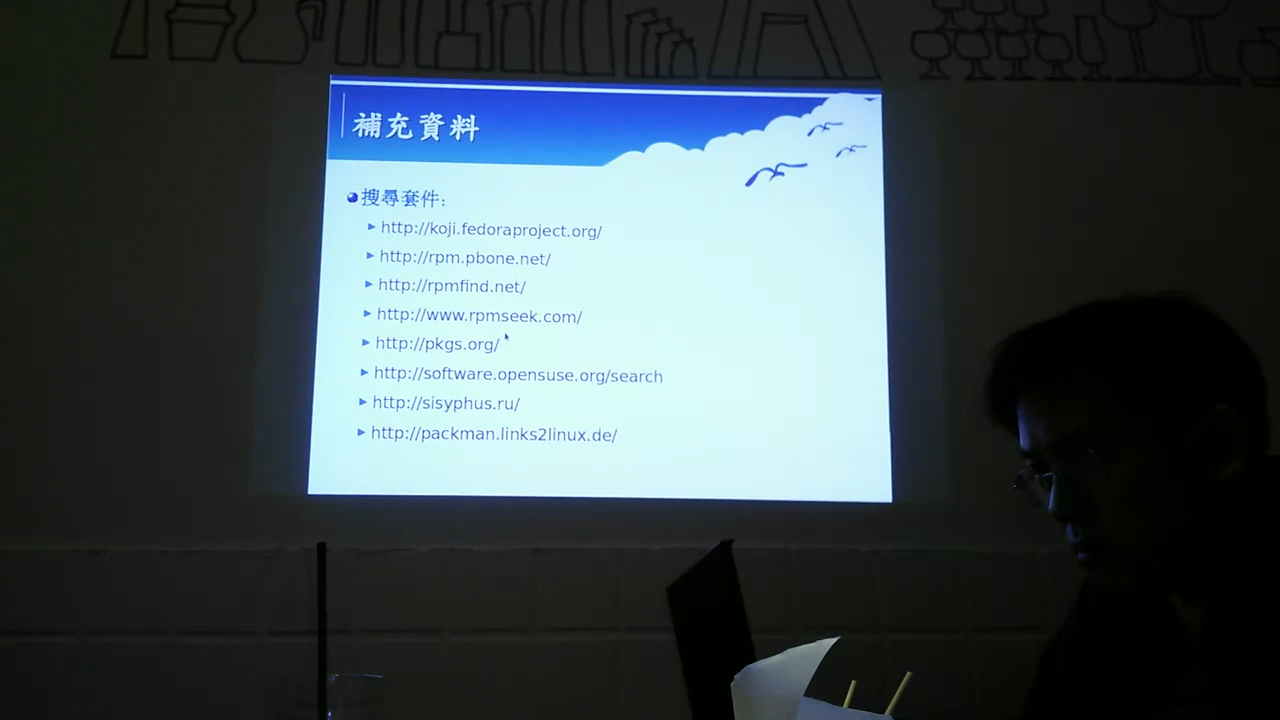 補充資料
搜尋套件:
http://koji.fedoraproject.org/
http://rpm.pbone.net/
http://rpmfind.net/
http://www.rpmseek.com/
http://pkgs.org/
http://software.opensuse.org/search
http://sisyphus.ru/
http://packman.links2linux.de/